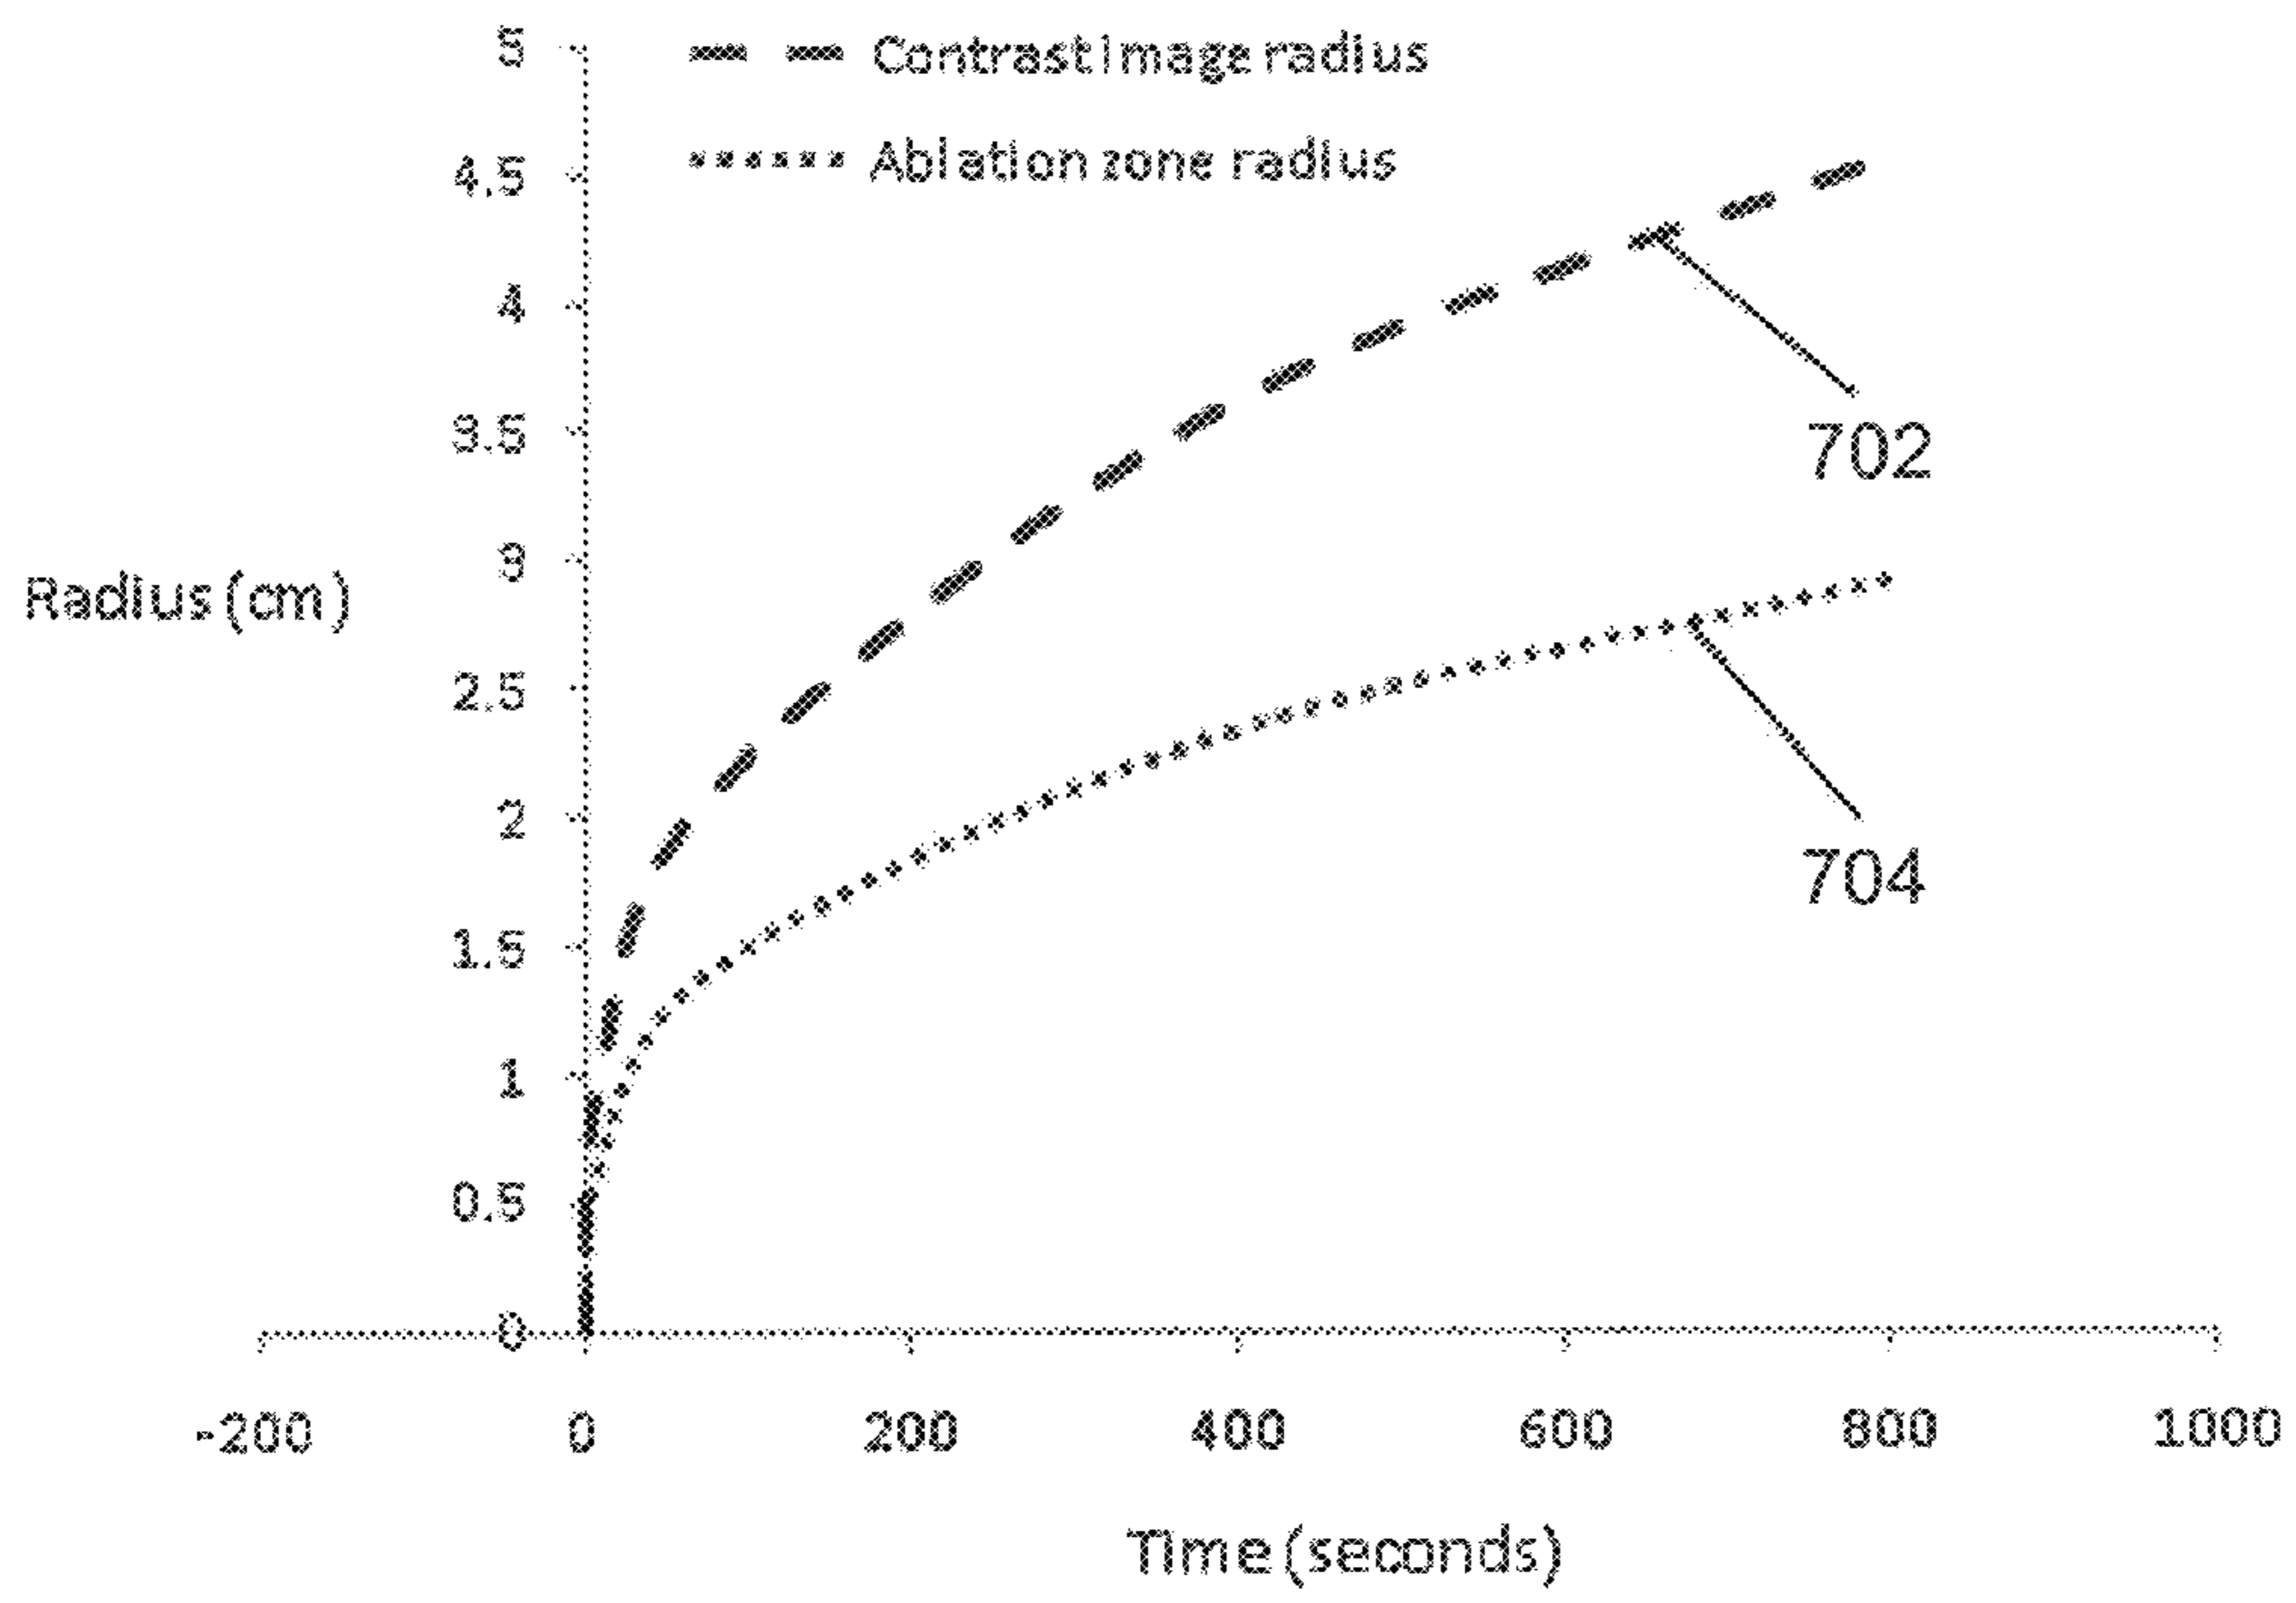 5
Contrast image radius
Ablation zone radius
4.5
4
3.5
702
3
Radius (cm)
2.5
2
704
1.5
1
0.5
0
-200 0 200 400 600 800 1000
Time (seconds)